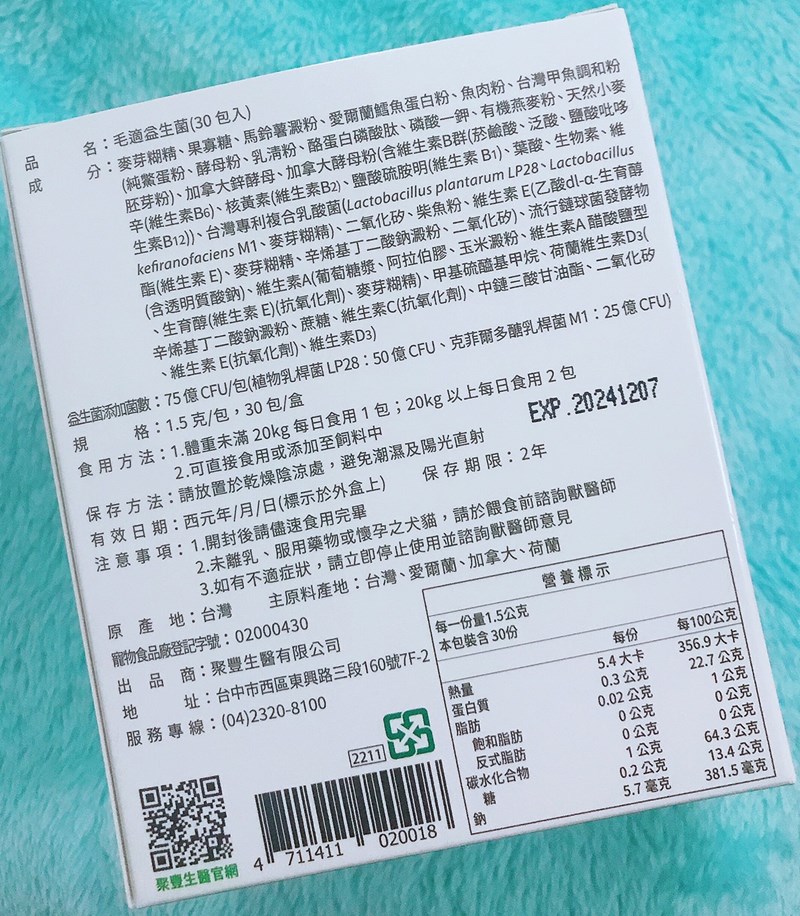 品　　名：毛適益生菌(30 包入)
成　　分：麥芽糊精、果寡糖、馬鈴薯澱粉、愛爾蘭鱈魚蛋白粉、魚肉粉、台灣甲魚調和粉
(純鱉蛋粉、酵母粉、乳清粉、酪蛋白磷酸肽、磷酸一鉀、有機燕麥粉、天然小麥
胚芽粉)、加拿大鋅酵母、加拿大酵母粉(含維生素B群(菸鹼酸、泛酸、鹽酸吡哆
辛(維生素B6)、核黃素(維生素B2)、鹽酸硫胺明(維生素 B1)、葉酸、生物素、維
生素B12))、台灣專利複合乳酸菌(Lactobacillus plantarum LP28、Lactobacillus
kefiranofaciens M1、麥芽糊精)、二氧化矽、柴魚粉、維生素 E(乙酸dl-α-生育醇
酯(維生素 E)、麥芽糊精、辛烯基丁二酸鈉澱粉、二氧化矽)、流行鏈球菌發酵物
(含透明質酸鈉)、維生素A(葡萄糖漿、阿拉伯膠、玉米澱粉、維生素A 醋酸鹽型
、生育醇(維生素 E)(抗氧化劑)、麥芽糊精)、甲基硫醯基甲烷、荷蘭維生素D3(
辛烯基丁二酸鈉澱粉、蔗糖、維生素C(抗氧化劑)、中鏈三酸甘油酯、二氧化矽
、維生素 E(抗氧化劑)、維生素D3)
益生菌添加菌數：75 億 CFU/包(植物乳桿菌 LP28：50 億 CFU、克菲爾多醣乳桿菌 M1：25 億 CFU)
規　　格：1.5 克/包，30 包/盒
食用方法：1.體重未滿 20kg 每日食用 1 包；20kg 以上每日食用 2 包
2.可直接食用或添加至飼料中
EXP.20241207
保存方法：請放置於乾燥陰涼處，避免潮濕及陽光直射
有效日期：西元年/月/日(標示於外盒上)　保存期限：2年
注意事項：1.開封後請儘速食用完畢
2.未離乳、服用藥物或懷孕之犬貓，請於餵食前諮詢獸醫師
3.如有不適症狀，請立即停止使用並諮詢獸醫師意見
原產地：台灣　主原料產地：台灣、愛爾蘭、加拿大、荷蘭
寵物食品廠登記字號：02000430
出品商：聚豐生醫有限公司
地　　址：台中市西區東興路三段160號7F-2
服務專線：(04)2320-8100
營養標示
每一份量1.5公克
本包裝含 30份
每份　每100公克
熱量　5.4 大卡　356.9 大卡
蛋白質　0.3 公克　22.7 公克
脂肪　0.02 公克　1 公克
飽和脂肪　0 公克　0 公克
反式脂肪　0 公克　0 公克
碳水化合物　1 公克　64.3 公克
糖　0.2 公克　13.4 公克
鈉　5.7 毫克　381.5 毫克
2211
聚豐生醫官網
4 711411 020018